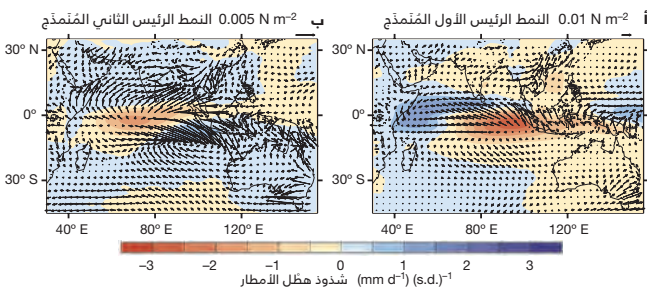 أ النمط الرئيس الأول المُنَمذَج 0.01 N m⁻²
ب النمط الرئيس الثاني المُنَمذَج 0.005 N m⁻²
30° N
0°
30° S
40° E 80° E 120° E
30° N
0°
30° S
40° E 80° E 120° E
−3 −2 −1 0 1 2 3
شذوذ هطْل الأمطار (mm d⁻¹) (s.d.)⁻¹